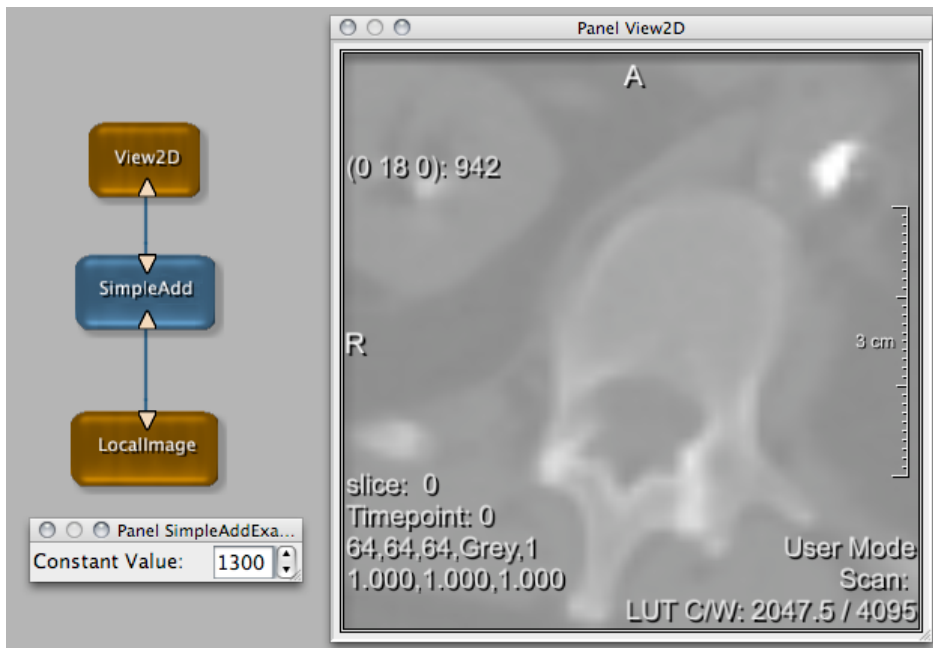 View2D
SimpleAdd
LocalImage
Panel SimpleAddExa...
Constant Value: 1300
Panel View2D
A
(0 18 0): 942
R
3 cm
slice: 0
Timepoint: 0
64,64,64,Grey,1
1.000,1.000,1.000
User Mode
Scan:
LUT C/W: 2047.5 / 4095